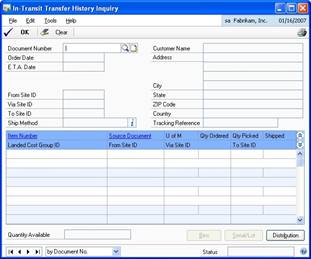 In-Transit Transfer History Inquiry
File Edit Tools Help sa Fabrikam, Inc. 01/16/2007
OK Clear
Document Number Customer Name
Order Date Address
E.T.A. Date
City
From Site ID State
Via Site ID ZIP Code
To Site ID Country
Ship Method Tracking Reference
Item Number Source Document U of M Qty Ordered Qty Picked Shipped
Landed Cost Group ID From Site ID Via Site ID To Site ID
Quantity Available Bins Serial/Lot Distribution
by Document No. Status